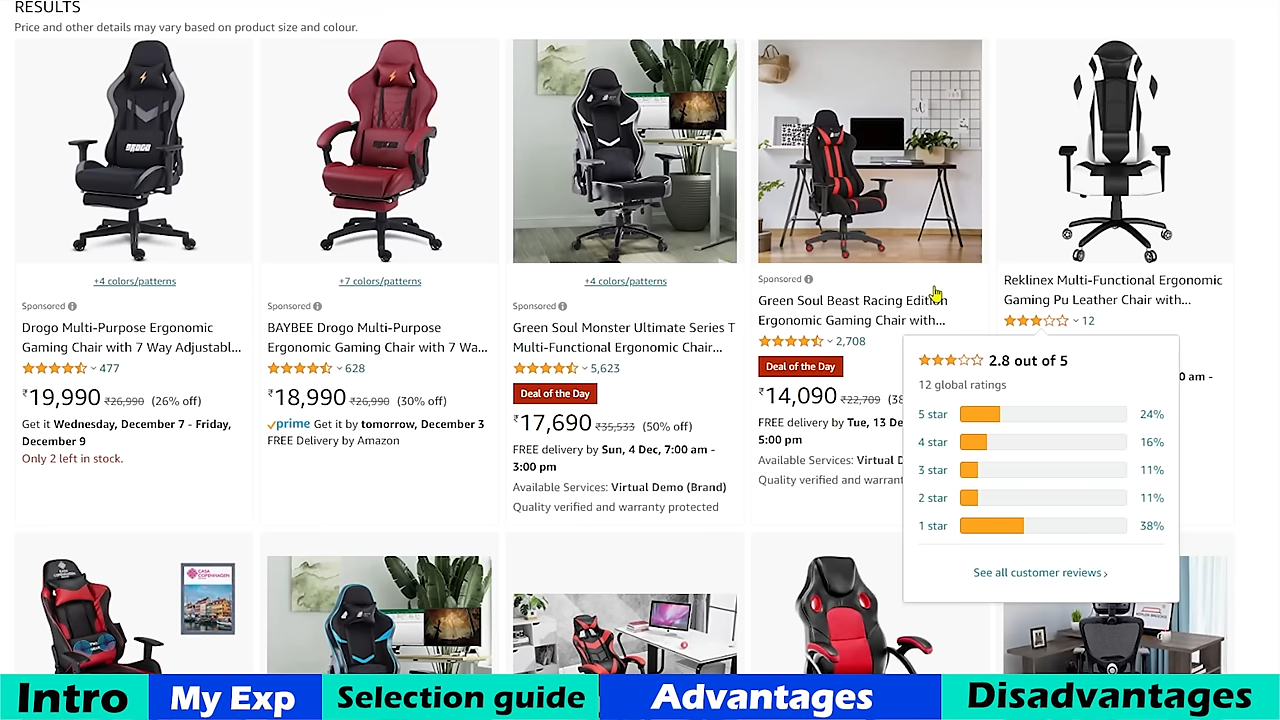 RESULTS
Price and other details may vary based on product size and colour.
DROGO
+4 colors/patterns
Sponsored
Drogo Multi-Purpose Ergonomic
Gaming Chair with 7 Way Adjustabl...
477
₹19,990 ₹26,990 (26% off)
Get it Wednesday, December 7 - Friday,
December 9
Only 2 left in stock.
+7 colors/patterns
Sponsored
BAYBEE Drogo Multi-Purpose
Ergonomic Gaming Chair with 7 Wa...
628
₹18,990 ₹26,990 (30% off)
prime Get it by tomorrow, December 3
FREE Delivery by Amazon
+4 colors/patterns
Sponsored
Green Soul Monster Ultimate Series T
Multi-Functional Ergonomic Chair...
5,623
Deal of the Day
₹17,690 ₹35,533 (50% off)
FREE delivery by Sun, 4 Dec, 7:00 am -
3:00 pm
Available Services: Virtual Demo (Brand)
Quality verified and warranty protected
Sponsored
Green Soul Beast Racing Edition
Ergonomic Gaming Chair with...
2,708
Deal of the Day
₹14,090 ₹22,709 (38
FREE delivery by Tue, 13 De
5:00 pm
Available Services: Virtual D
Quality verified and warrant
Reklinex Multi-Functional Ergonomic
Gaming Pu Leather Chair with...
12
0 am -
2.8 out of 5
12 global ratings
5 star 24%
4 star 16%
3 star 11%
2 star 11%
1 star 38%
See all customer reviews
CASA
COPENHAGEN
Intro
My Exp
Selection guide
Advantages
Disadvantages